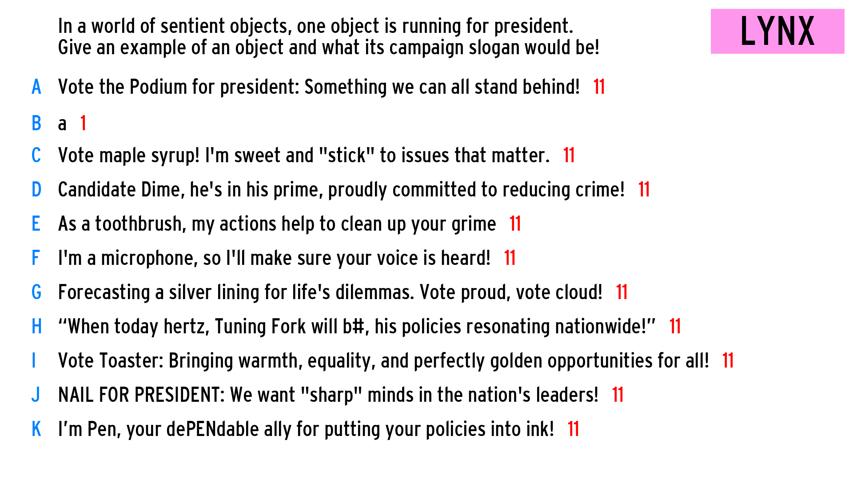 In a world of sentient objects, one object is running for president.
Give an example of an object and what its campaign slogan would be!
LYNX
A Vote the Podium for president: Something we can all stand behind! 11
B a 1
C Vote maple syrup! I'm sweet and "stick" to issues that matter. 11
D Candidate Dime, he's in his prime, proudly committed to reducing crime! 11
E As a toothbrush, my actions help to clean up your grime 11
F I'm a microphone, so I'll make sure your voice is heard! 11
G Forecasting a silver lining for life's dilemmas. Vote proud, vote cloud! 11
H “When today hertz, Tuning Fork will b#, his policies resonating nationwide!” 11
I Vote Toaster: Bringing warmth, equality, and perfectly golden opportunities for all! 11
J NAIL FOR PRESIDENT: We want "sharp" minds in the nation's leaders! 11
K I’m Pen, your dePENdable ally for putting your policies into ink! 11